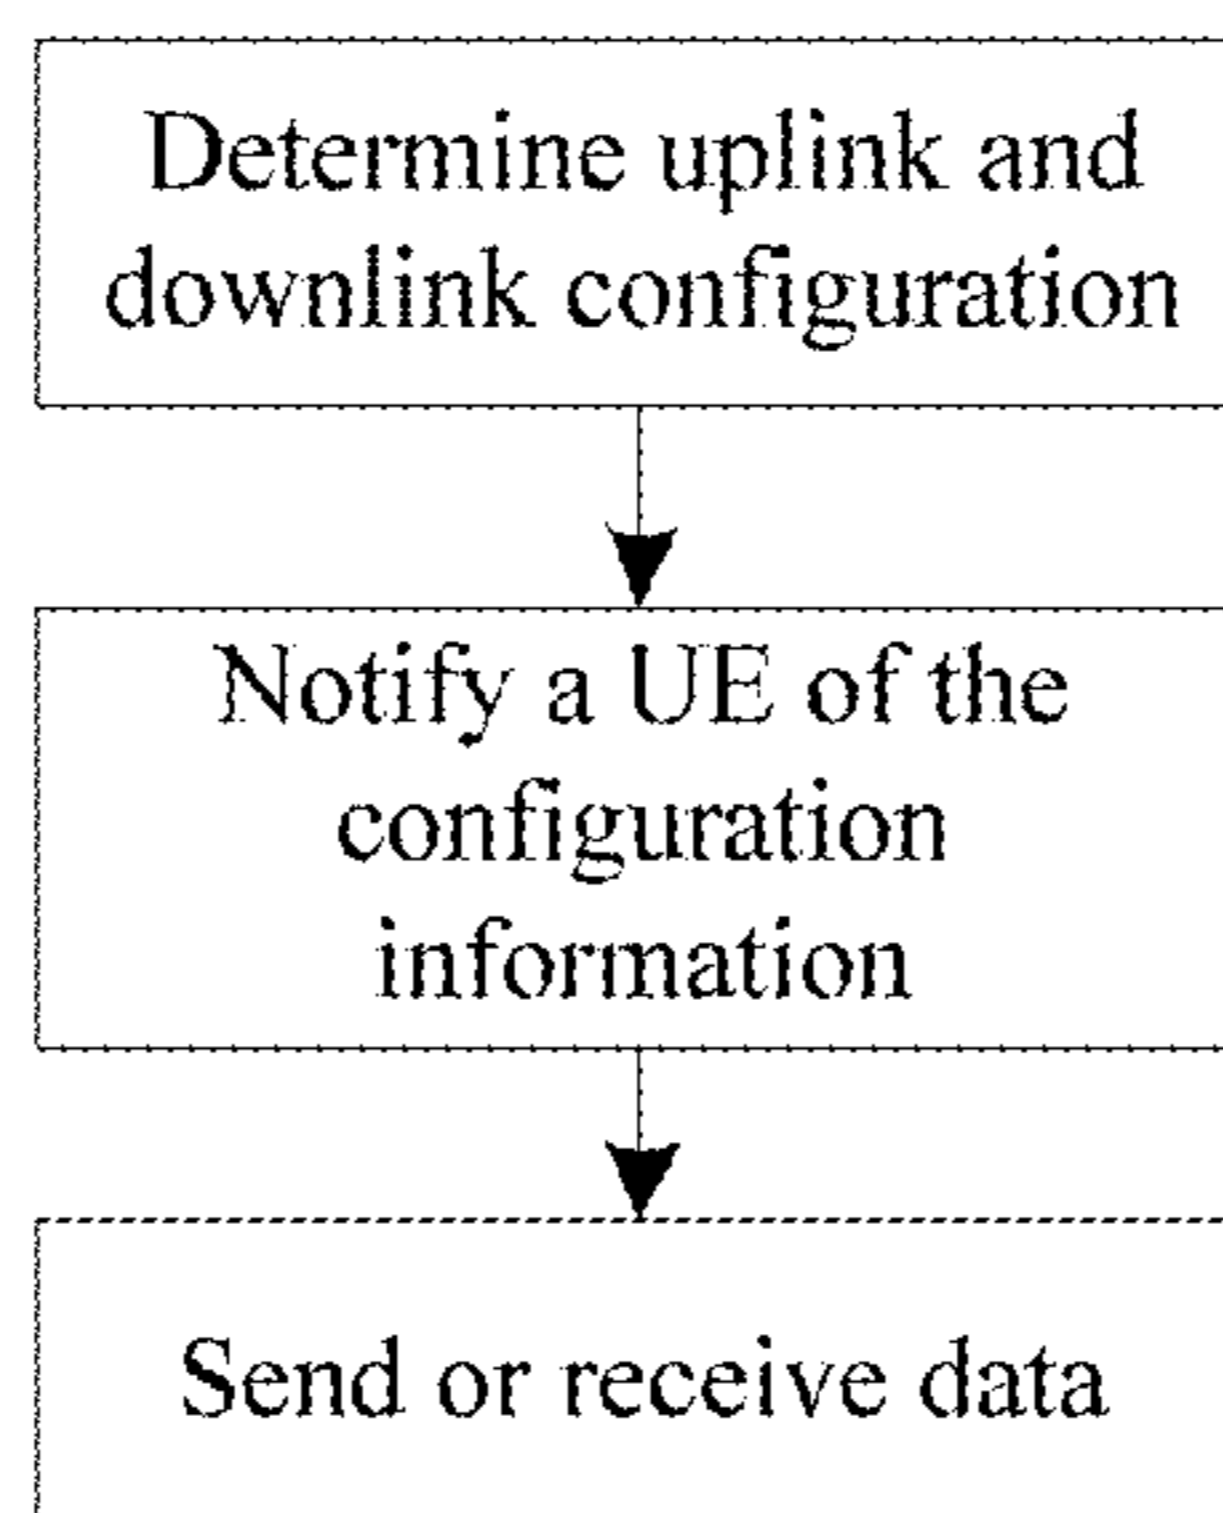 Determine uplink and
downlink configuration
Notify a UE of the
configuration
information
Send or receive data